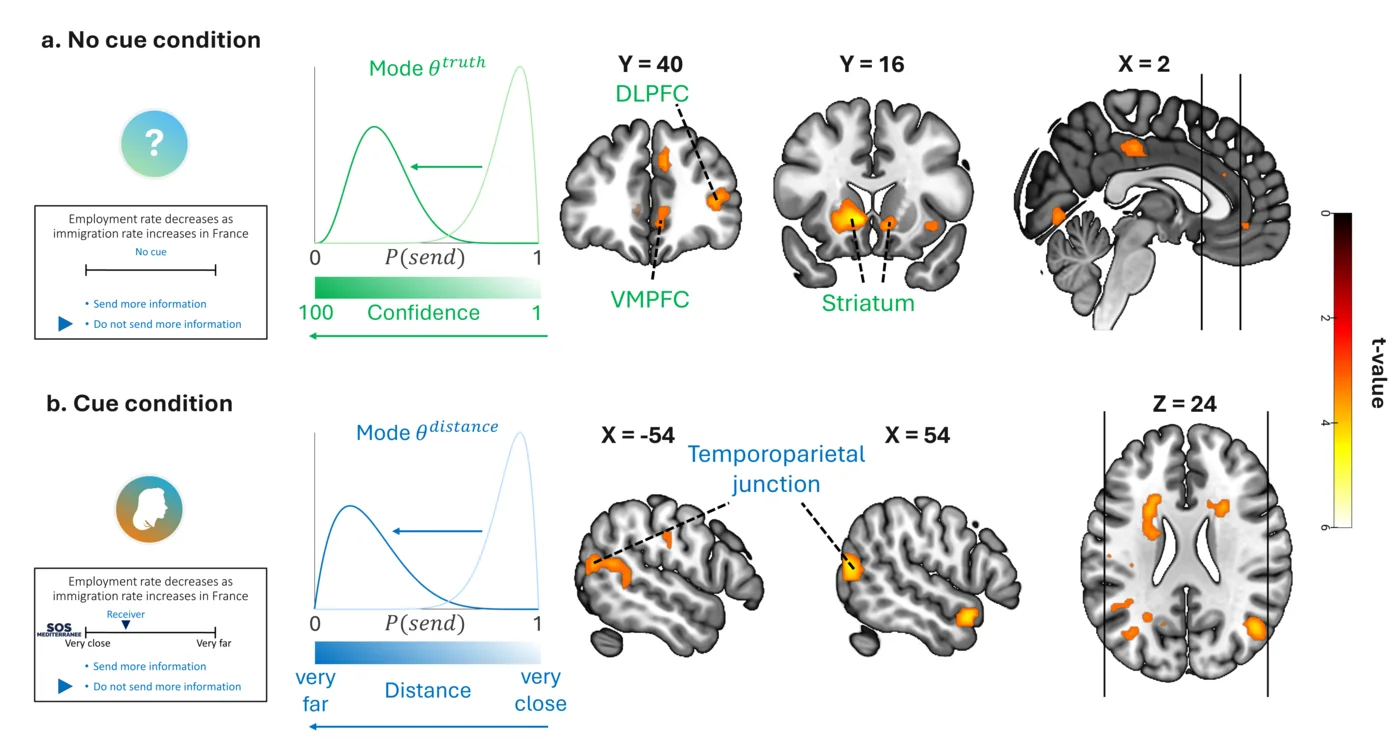 a. No cue condition
?
Employment rate decreases as
immigration rate increases in France
No cue
• Send more information
• Do not send more information
Mode θ^truth
0 P(send) 1
100 Confidence 1
Y = 40
DLPFC
VMPFC
Y = 16
Striatum
X = 2
0
2
4
6
t-value
b. Cue condition
Employment rate decreases as
immigration rate increases in France
Receiver
SOS
MEDITERRANEE
Very close Very far
• Send more information
• Do not send more information
Mode θ^distance
0 P(send) 1
very
far
Distance
very
close
X = -54
X = 54
Temporoparietal
junction
Z = 24